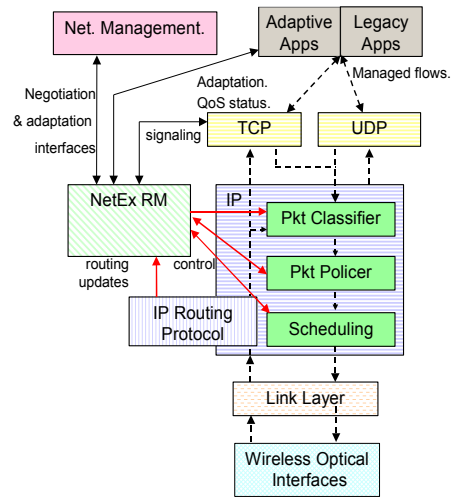 Net. Management.
Adaptive
Apps
Legacy
Apps
Managed flows.
Adaptation.
QoS status.
Negotiation
& adaptation
interfaces
signaling
TCP
UDP
NetEx RM
IP
Pkt Classifier
routing
updates
control
Pkt Policer
IP Routing
Protocol
Scheduling
Link Layer
Wireless Optical
Interfaces